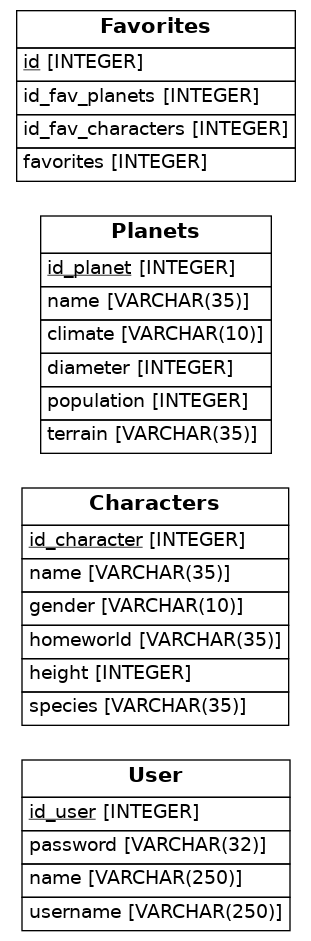 Favorites
id [INTEGER]
id_fav_planets [INTEGER]
id_fav_characters [INTEGER]
favorites [INTEGER]
Planets
id_planet [INTEGER]
name [VARCHAR(35)]
climate [VARCHAR(10)]
diameter [INTEGER]
population [INTEGER]
terrain [VARCHAR(35)]
Characters
id_character [INTEGER]
name [VARCHAR(35)]
gender [VARCHAR(10)]
homeworld [VARCHAR(35)]
height [INTEGER]
species [VARCHAR(35)]
User
id_user [INTEGER]
password [VARCHAR(32)]
name [VARCHAR(250)]
username [VARCHAR(250)]